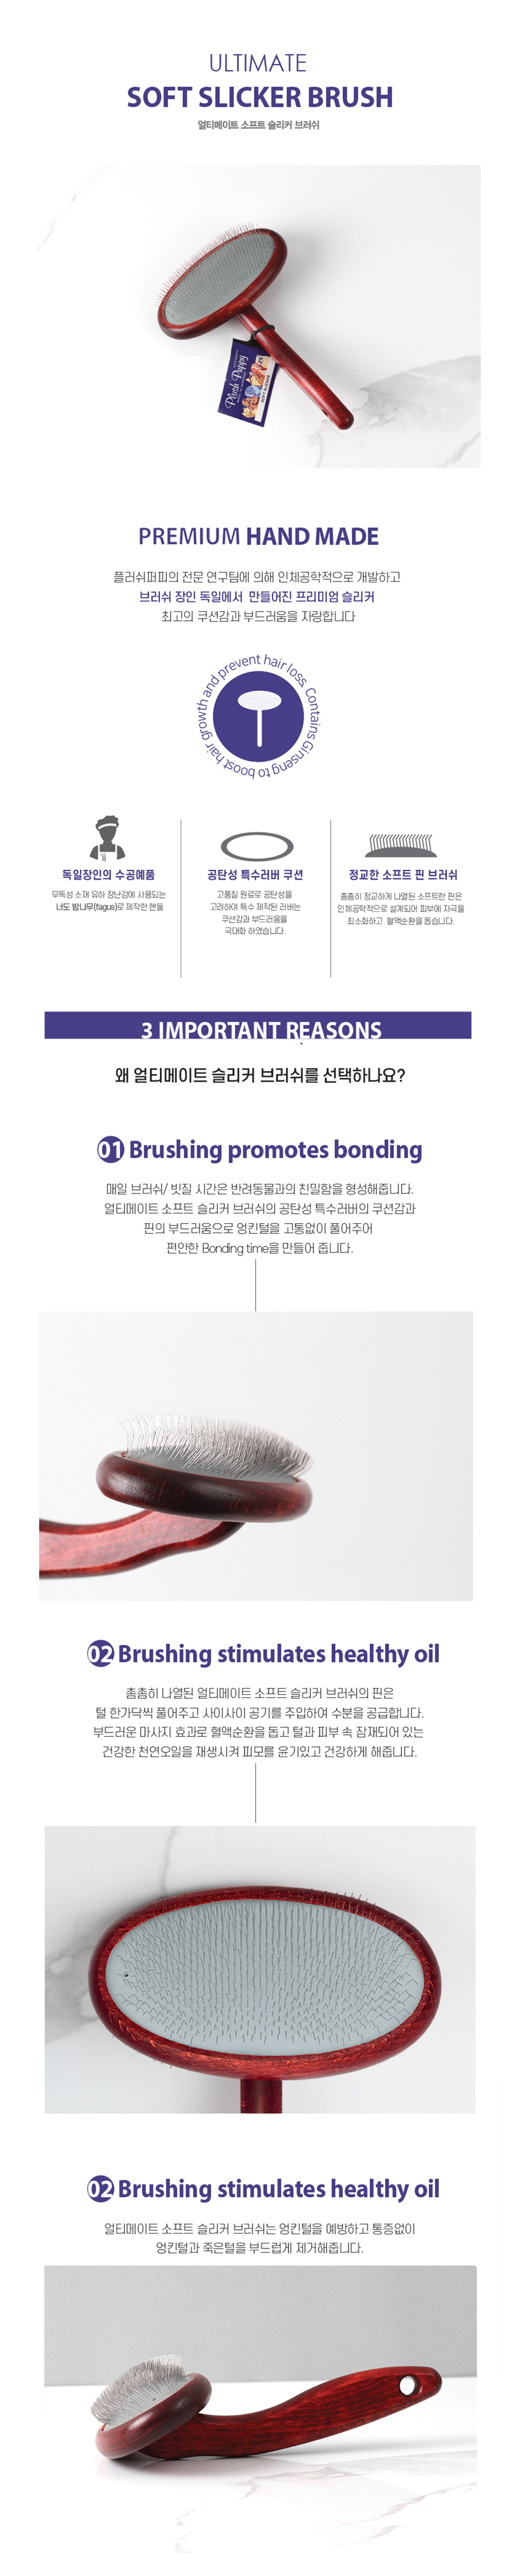 ULTIMATE
SOFT SLICKER BRUSH
얼티메이트 소프트 슬리커 브러쉬
Plush Puppy
PREMIUM HAND MADE
플러쉬퍼피의 전문 연구팀에 의해 인체공학적으로 개발하고
브러쉬 장인 독일에서 만들어진 프리미엄 슬리커
최고의 쿠션감과 부드러움을 자랑합니다
Contains Ginseng to boost hair growth and prevent hair loss.
독일장인의 수공예품
무독성 소재 유하 장난감에 사용되는
너도 밤나무(fagus)로 제작한 핸들
공탄성 특수러버 쿠션
고품질 원료로 공탄성을
고려하여 특수 제작된 러버는
쿠션감과 부드러움을
극대화 하였습니다.
정교한 소프트 핀 브러쉬
촘촘히 정교하게 나열된 소프트한 핀은
인체공학적으로 설계되어 피부에 자극을
최소화하고 혈액순환을 돕습니다.
3 IMPORTANT REASONS
왜 얼티메이트 슬리커 브러쉬를 선택하나요?
01 Brushing promotes bonding
매일 브러쉬/ 빗질 시간은 반려동물과의 친밀함을 형성해줍니다.
얼티메이트 소프트 슬리커 브러쉬의 공탄성 특수러버의 쿠션감과
핀의 부드러움으로 엉킨털을 고통없이 풀어주어
편안한 Bonding time을 만들어 줍니다.
02 Brushing stimulates healthy oil
촘촘히 나열된 얼티메이트 소프트 슬리커 브러쉬의 핀은
털 한가닥씩 풀어주고 사이사이 공기를 주입하여 수분을 공급합니다.
부드러운 마사지 효과로 혈액순환을 돕고 털과 피부 속 잠재되어 있는
건강한 천연오일을 재생시켜 피모를 윤기있고 건강하게 해줍니다.
02 Brushing stimulates healthy oil
얼티메이트 소프트 슬리커 브러쉬는 엉킨털을 예방하고 통증없이
엉킨털과 죽은털을 부드럽게 제거해줍니다.